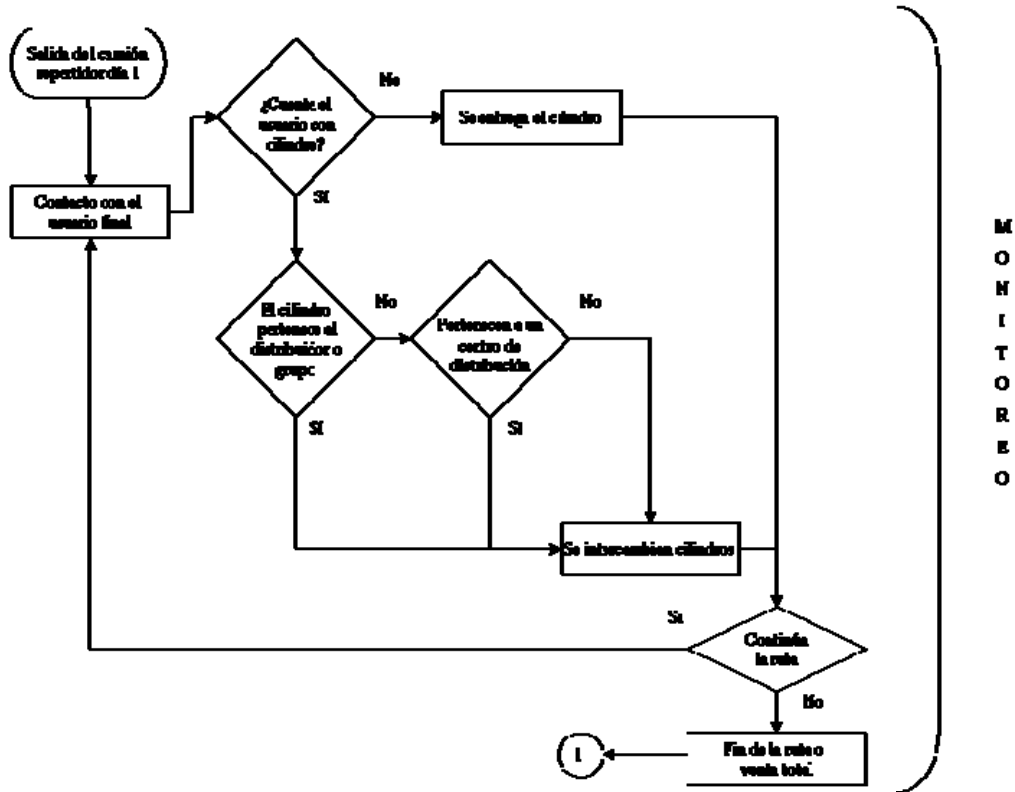 Salida del camión
repartidor día 1
No
¿Cuenta el
usuario con
cilindro?
Se entrega el cilindro
Sí
Contacto con el
usuario final
El cilindro
pertenece al
distribuidor o
grupo
No
Pertenecen a un
centro de
distribución
No
Sí
Si
Se intercambian cilindros
Si
Continúa
la ruta
No
Fin de la ruta o
venta total.
1
M
O
N
I
T
O
R
E
O